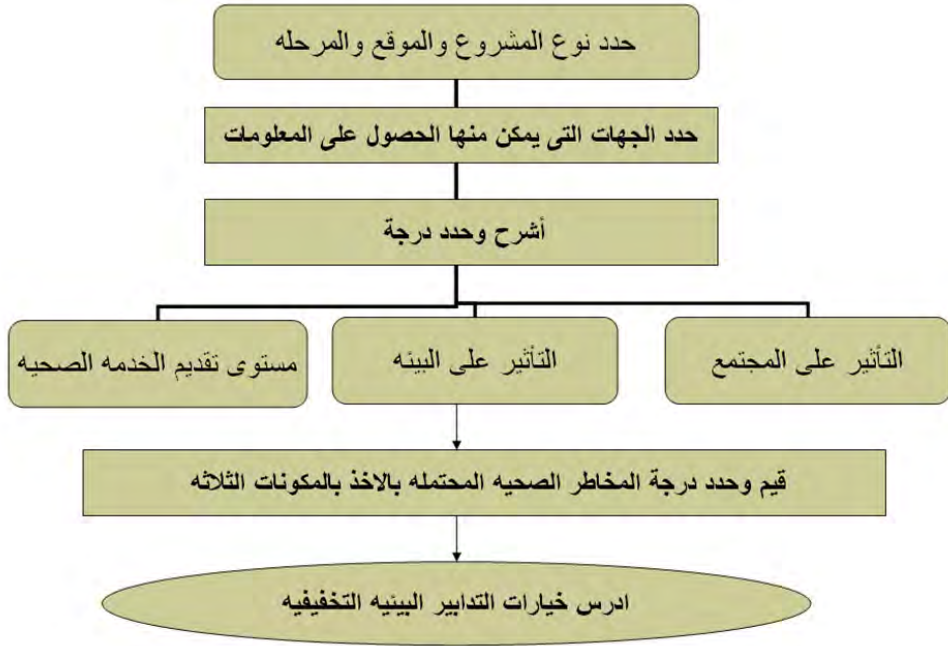 حدد نوع المشروع والموقع والمرحله
حدد الجهات التى يمكن منها الحصول على المعلومات
أشرح وحدد درجة
التأثير على المجتمع
التأثير على البيئه
مستوى تقديم الخدمه الصحيه
قيم وحدد درجة المخاطر الصحيه المحتمله بالاخذ بالمكونات الثلاثه
ادرس خيارات التدابير البيئيه التخفيفيه